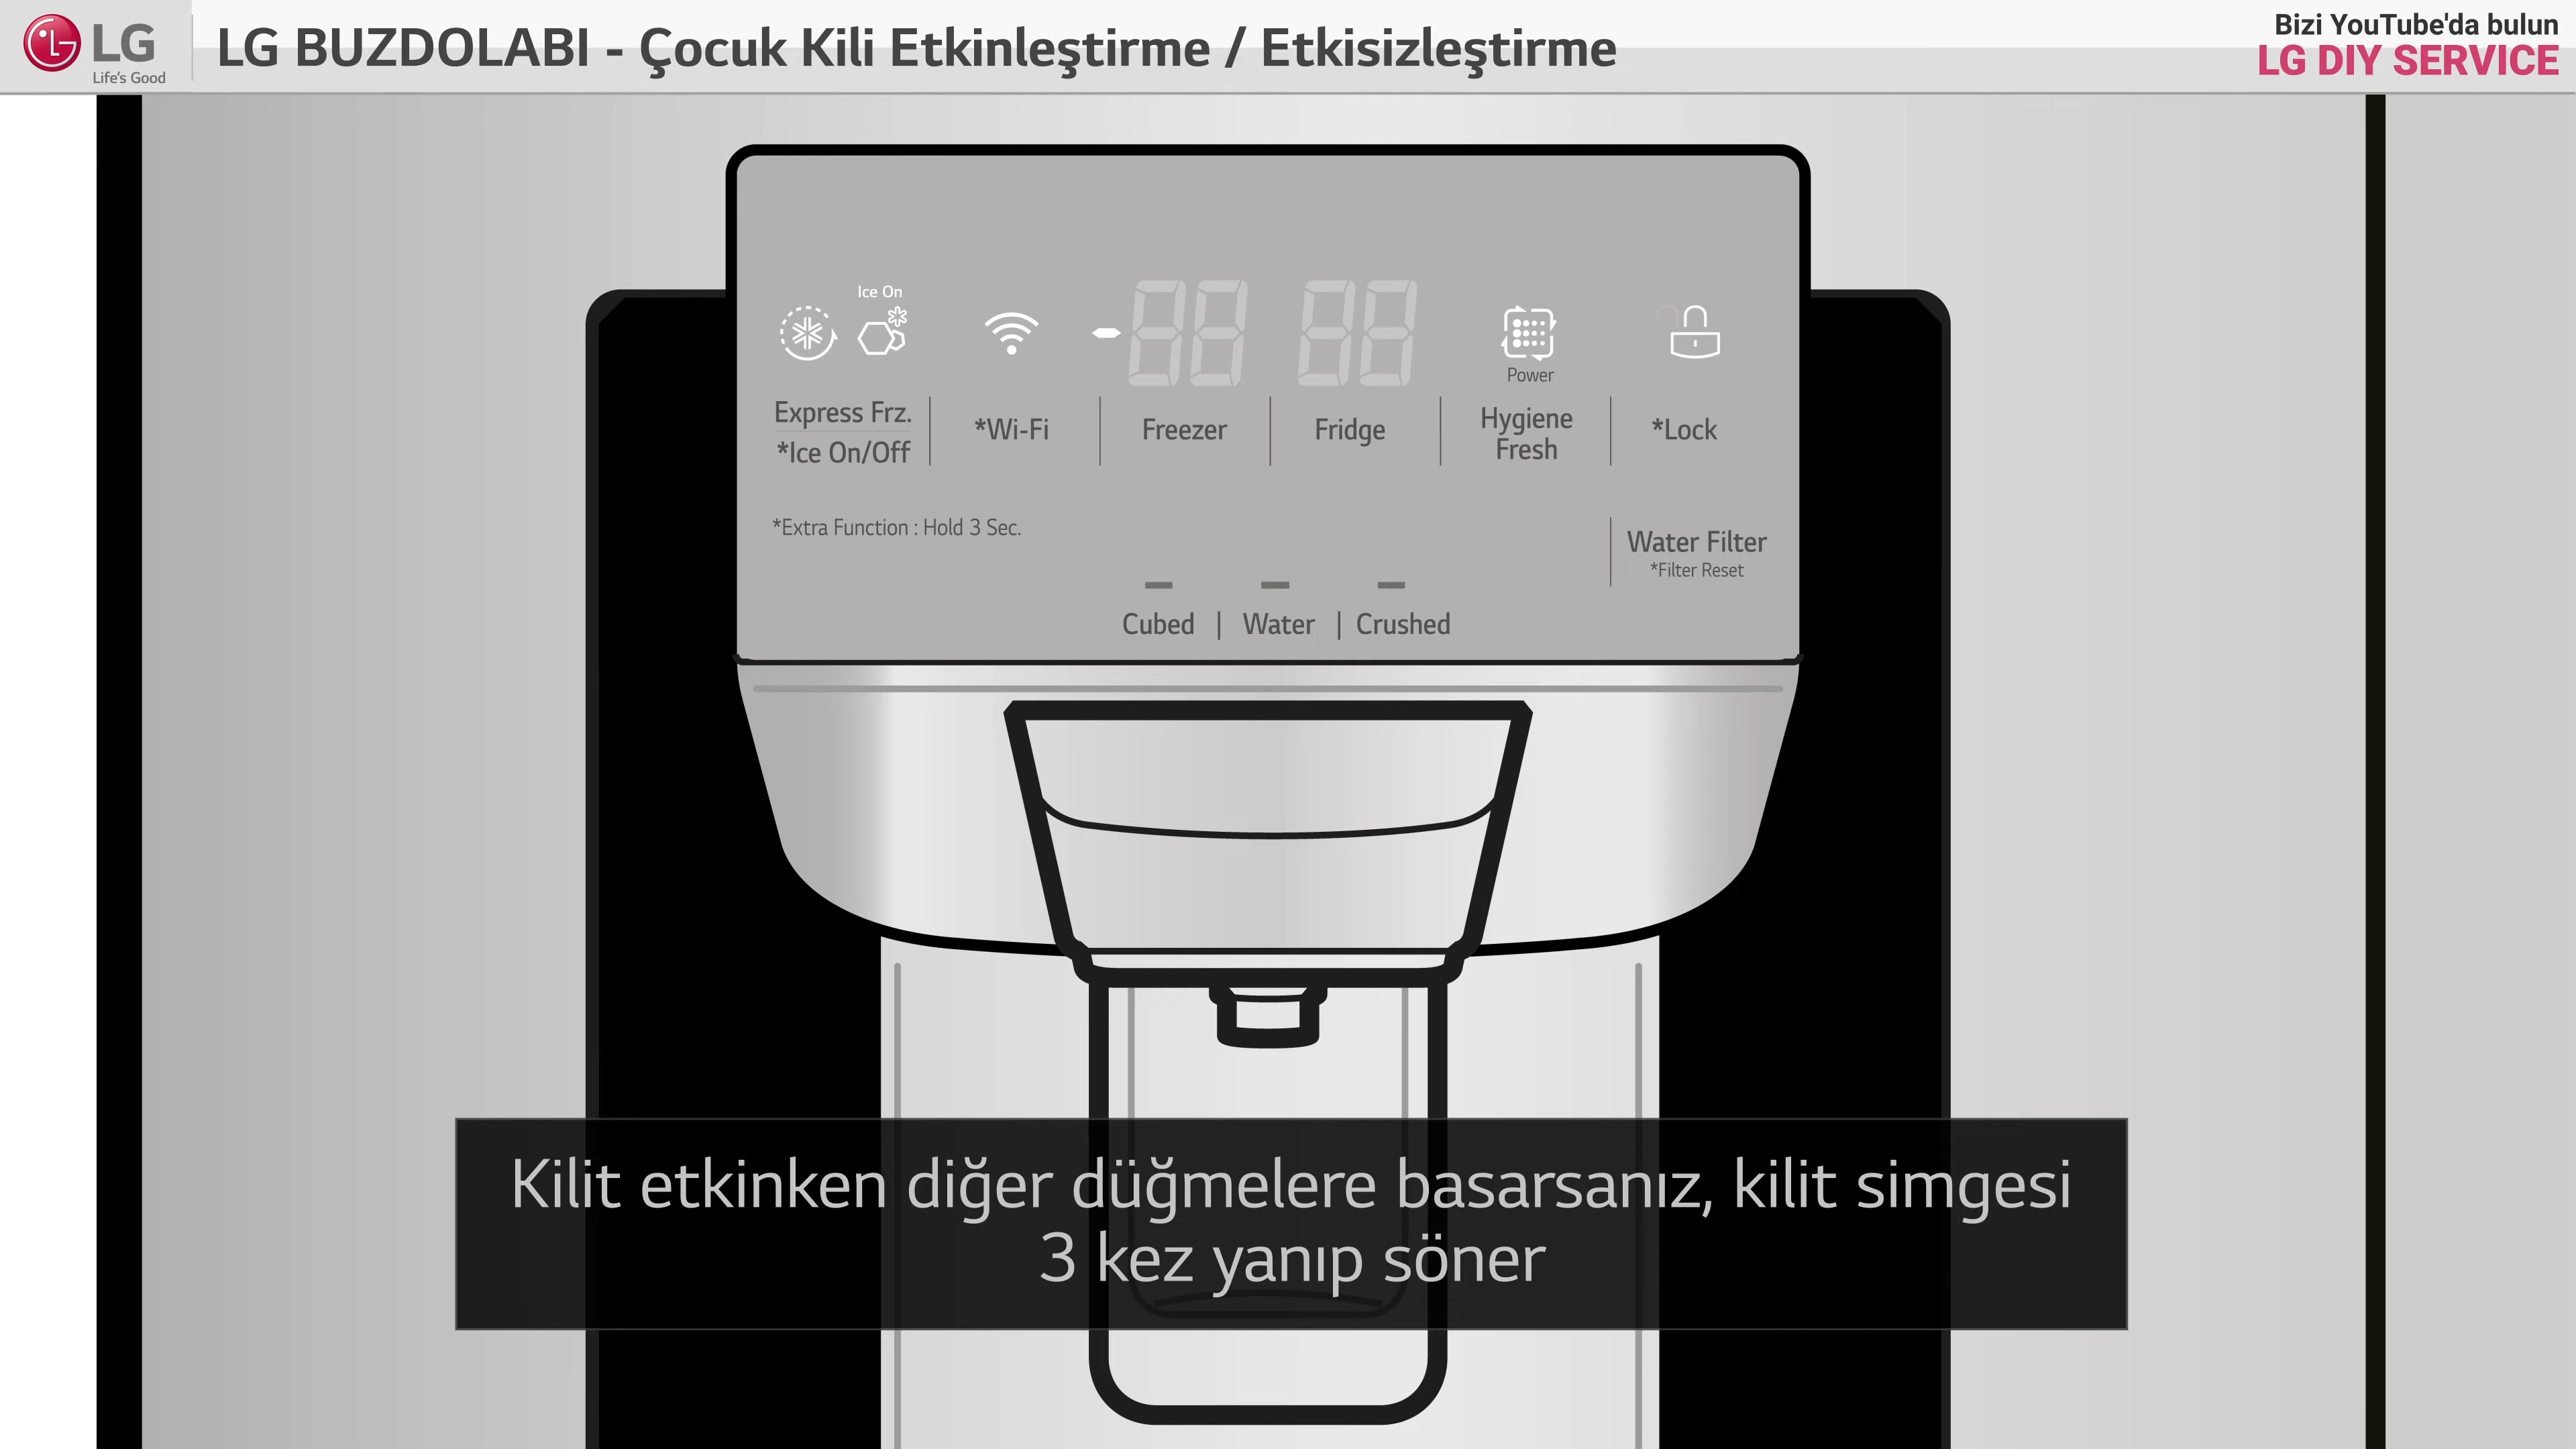 LG
Life's Good
LG BUZDOLABI - Çocuk Kili Etkinleştirme / Etkisizleştirme
Bizi YouTube'da bulun
LG DIY SERVICE
Ice On
Power
Express Frz.
*Ice On/Off
*Wi-Fi
Freezer
Fridge
Hygiene
Fresh
*Lock
*Extra Function : Hold 3 Sec.
Water Filter
*Filter Reset
Cubed | Water | Crushed
Kilit etkinken diğer düğmelere basarsanız, kilit simgesi
3 kez yanıp söner